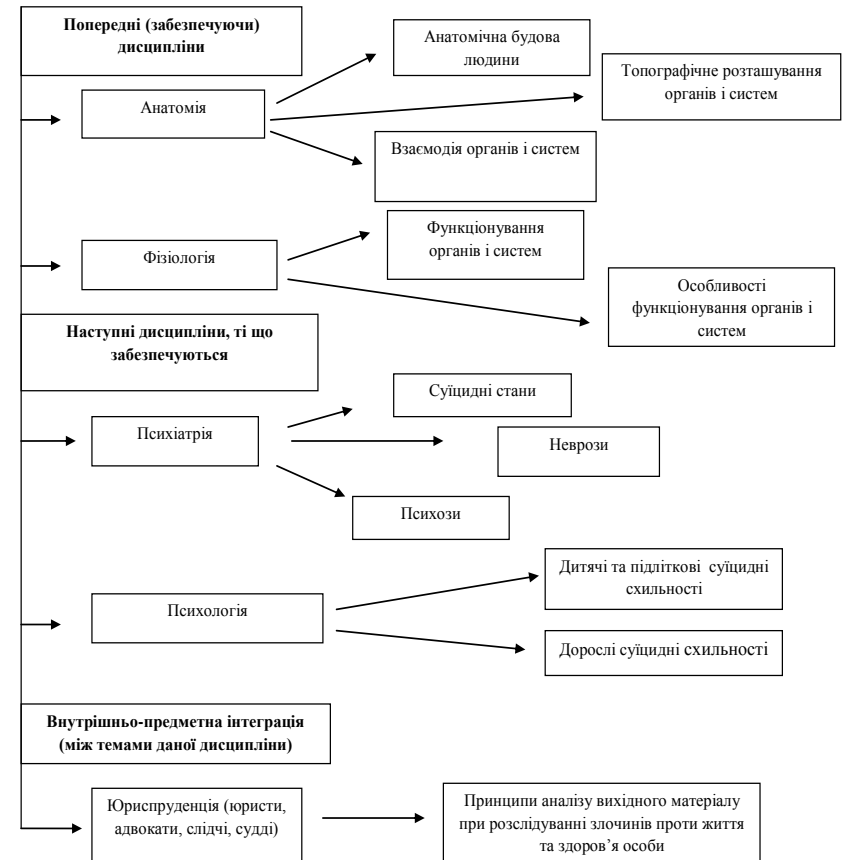 Попередні (забезпечуючи)
дисципліни
Анатомічна будова
людини
Топографічне розташування
органів і систем
Анатомія
Взаємодія органів і систем
Функціонування
органів і систем
Фізіологія
Особливості
функціонування органів і
систем
Наступні дисципліни, ті що
забезпечуються
Суїцидні стани
Психіатрія
Неврози
Психози
Дитячі та підліткові суїцидні
схильності
Психологія
Дорослі суїцидні схильності
Внутрішньо-предметна інтеграція
(між темами даної дисципліни)
Юриспруденція (юристи,
адвокати, слідчі, судді)
Принципи аналізу вихідного матеріалу
при розслідуванні злочинів проти життя
та здоров’я особи